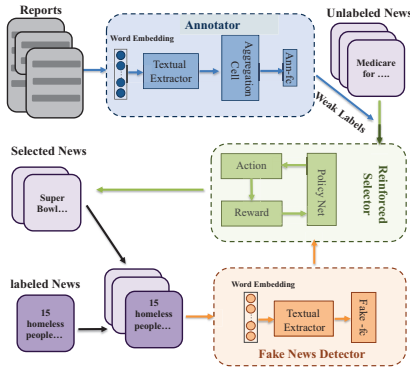 Reports
Annotator
Unlabeled News
Word Embedding
Textual
Extractor
Aggregation
Cell
Ann-fc
Medicare
for ....
Weak Labels
Selected News
Super
Bowl...
Action
Reward
Policy Net
Reinforced
Selector
labeled News
15
homeless
people...
15
homeless
people...
Word Embedding
Textual
Extractor
Fake -fc
Fake News Detector